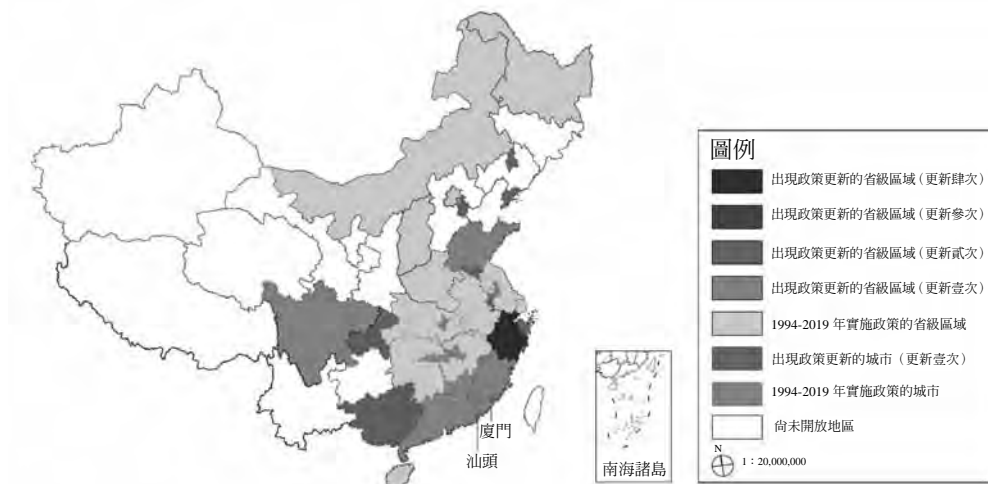 廈門
汕頭
南海諸島
圖例
出現政策更新的省級區域（更新肆次）
出現政策更新的省級區域（更新參次）
出現政策更新的省級區域（更新貳次）
出現政策更新的省級區域（更新壹次）
1994-2019 年實施政策的省級區域
出現政策更新的城市（更新壹次）
1994-2019 年實施政策的城市
尚未開放地區
N
1：20,000,000